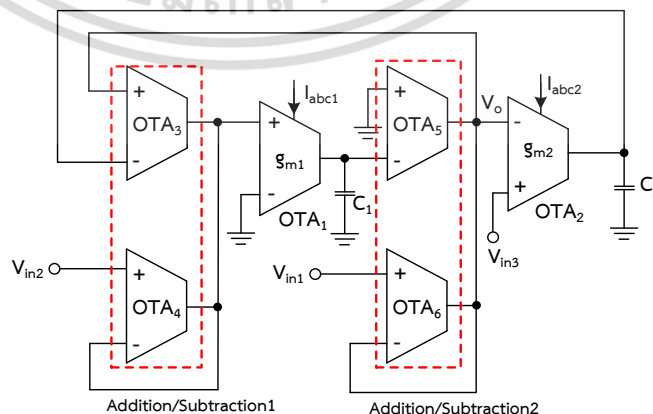 +
OTA₃
-
Iabc1
+
gm1
-
OTA₁
C₁
+
OTA₅
-
Vo
Iabc2
-
gm2
+
OTA₂
C
Vin3
Vin2
+
OTA₄
-
Vin1
+
OTA₆
-
Addition/Subtraction1
Addition/Subtraction2